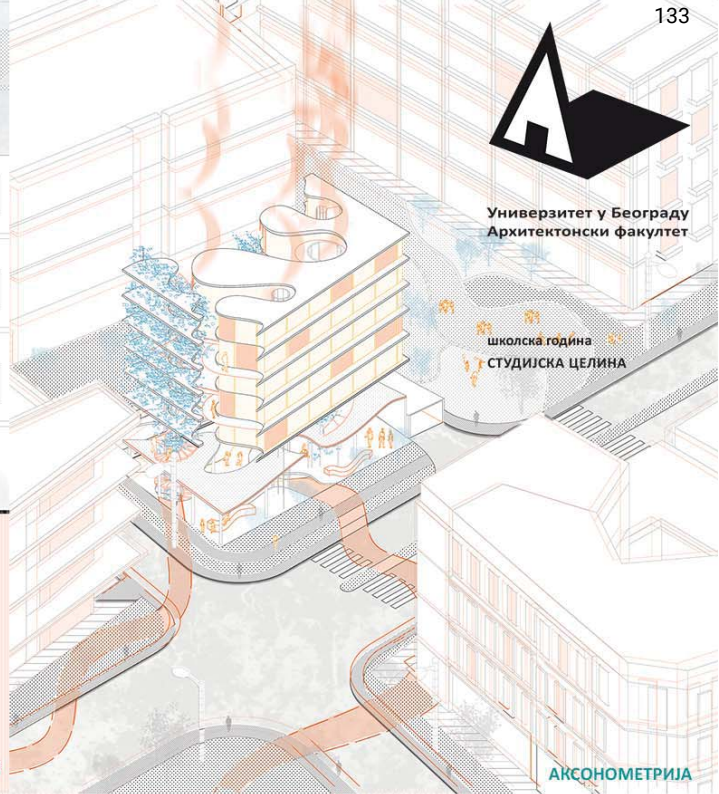 133
Универзитет у Београду
Архитектонски факултет
школска година
СТУДИЈСКА ЦЕЛИНА
АКСОНОМЕТРИЈА